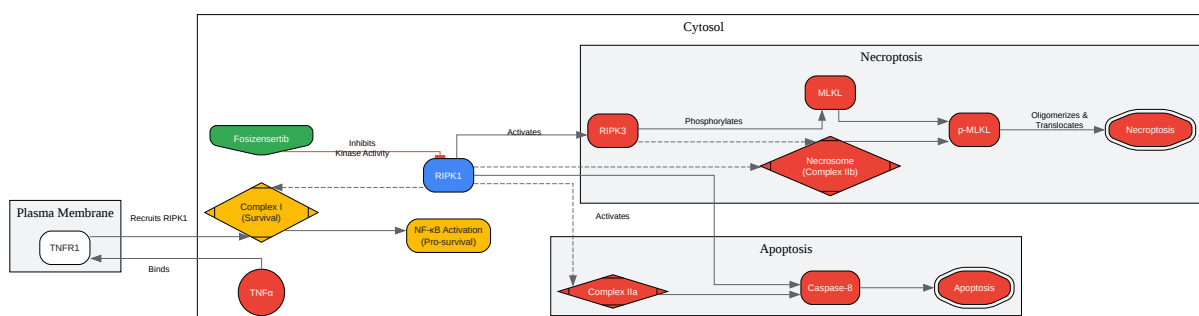 Cytosol
Necroptosis
MLKL
Fosizensertib
Inhibits
Kinase Activity
Activates
RIPK3
Phosphorylates
p-MLKL
Oligomerizes &
Translocates
Necroptosis
RIPK1
Necrosome
(Complex IIb)
Plasma Membrane
TNFR1
Recruits RIPK1
Complex I
(Survival)
NF-κB Activation
(Pro-survival)
Activates
Binds
TNFα
Apoptosis
Complex IIa
Caspase-8
Apoptosis